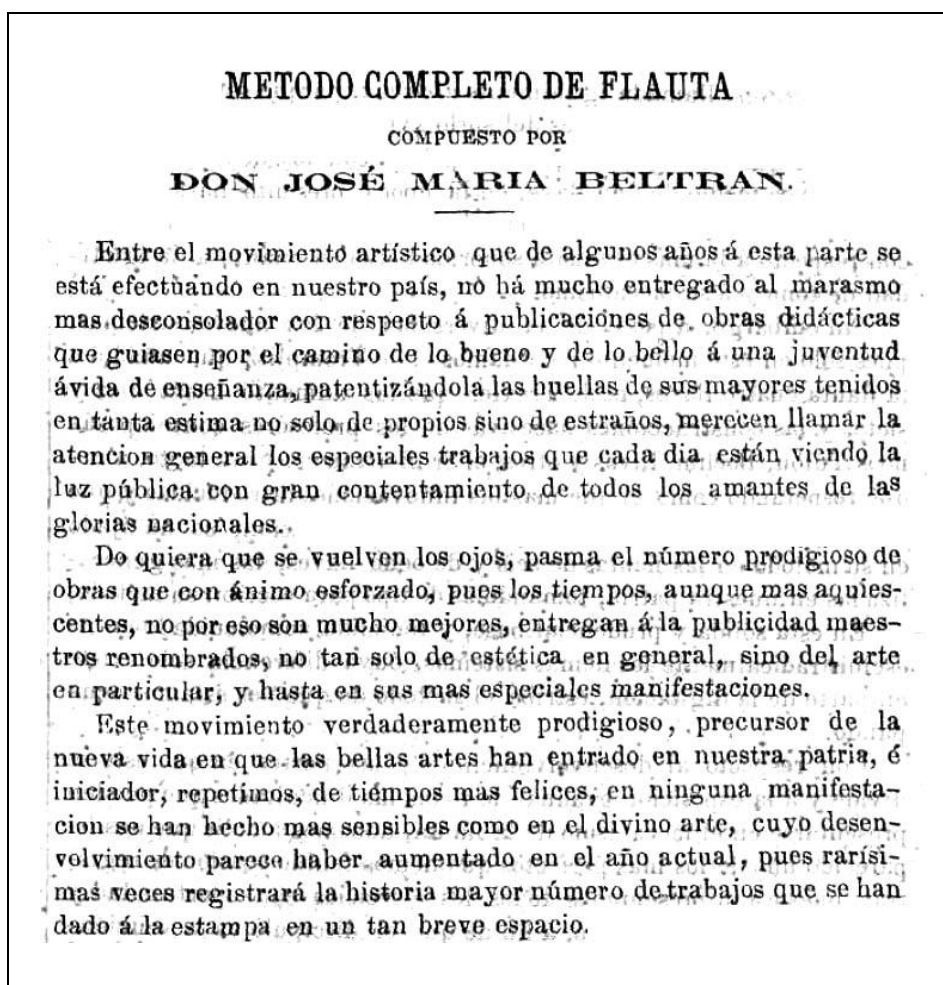 METODO COMPLETO DE FLAUTA
COMPUESTO POR
DON JOSÉ MARIA BELTRAN.
Entre el movimiento artístico que de algunos años á esta parte se
está efectuando en nuestro país, no há mucho entregado al marasmo
mas desconsolador con respecto á publicaciones de obras didácticas
que guiasen por el camino de lo bueno y de lo bello á una juventud
ávida de enseñanza, patentizándola las huellas de sus mayores tenidos
en tanta estima no solo de propios sino de estraños, merecen llamar la
atencion general los especiales trabajos que cada dia están viendo la
luz pública con gran contentamiento de todos los amantes de las
glorias nacionales.
Do quiera que se vuelven los ojos, pasma el número prodigioso de
obras que con ánimo esforzado, pues los tiempos, aunque mas aquies-
centes, no por eso son mucho mejores, entregan á la publicidad maes-
tros renombrados, no tan solo de estética en general, sino del arte
en particular, y hasta en sus mas especiales manifestaciones.
Este movimiento verdaderamente prodigioso, precursor de la
nueva vida en que las bellas artes han entrado en nuestra patria, é
iniciador, repetimos, de tiempos mas felices, en ninguna manifesta-
cion se han hecho mas sensibles como en el divino arte, cuyo desen-
volvimiento parece haber aumentado en el año actual, pues rarísi-
mas veces registrará la historia mayor número de trabajos que se han
dado á la estampa en un tan breve espacio.